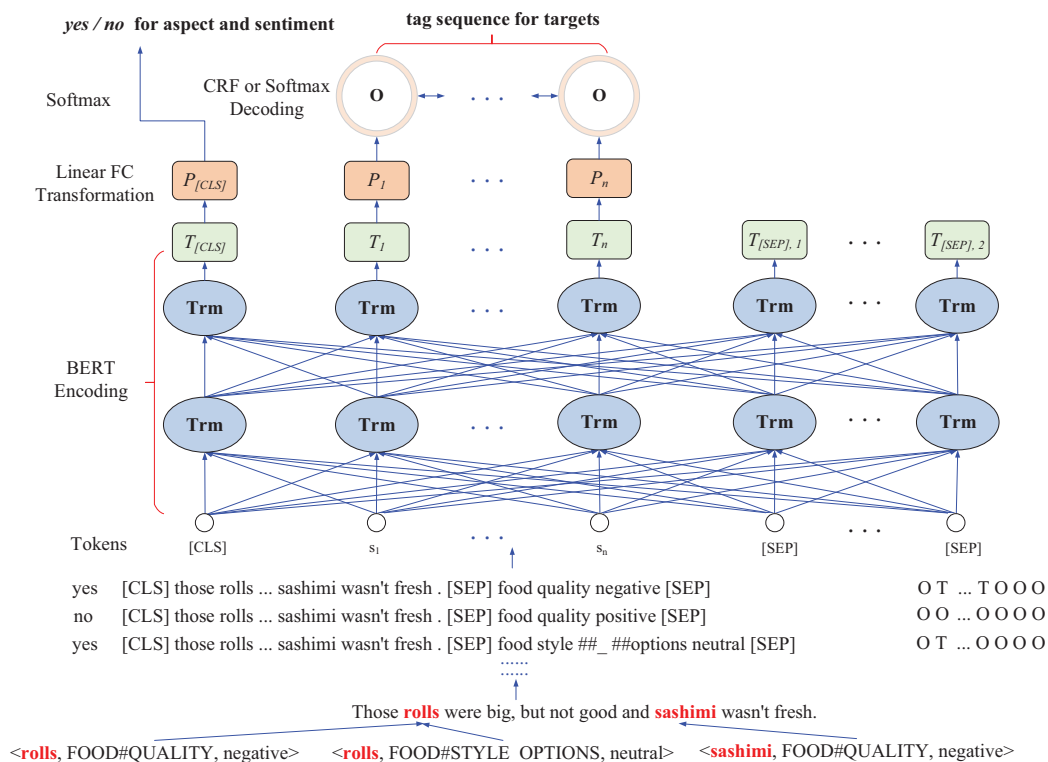 yes / no for aspect and sentiment
tag sequence for targets
Softmax
CRF or Softmax
Decoding
O
. . .
O
Linear FC
Transformation
P[CLS]
P1
. . .
Pn
T[CLS]
T1
. . .
Tn
T[SEP], 1
. . .
T[SEP], 2
BERT
Encoding
Trm
Trm
. . .
Trm
Trm
. . .
Trm
Trm
Trm
. . .
Trm
Trm
. . .
Trm
Tokens
[CLS]
s1
. . .
sn
[SEP]
. . .
[SEP]
yes [CLS] those rolls ... sashimi wasn't fresh . [SEP] food quality negative [SEP] O T ... T O O O
no [CLS] those rolls ... sashimi wasn't fresh . [SEP] food quality positive [SEP] O O ... O O O O
yes [CLS] those rolls ... sashimi wasn't fresh . [SEP] food style ##_ ##options neutral [SEP] O T ... O O O O
......
......
Those rolls were big, but not good and sashimi wasn't fresh.
<rolls, FOOD#QUALITY, negative> <rolls, FOOD#STYLE OPTIONS, neutral> <sashimi, FOOD#QUALITY, negative>